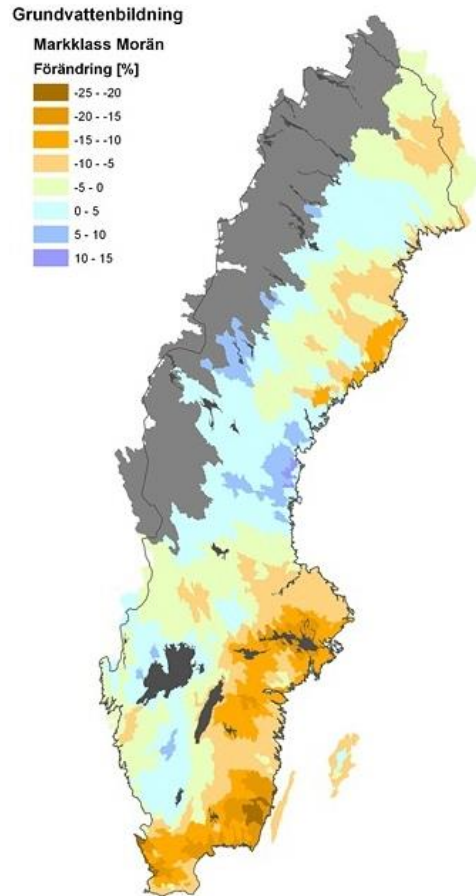 Grundvattenbildning
Markklass Morän
Förändring [%]
-25 - -20
-20 - -15
-15 - -10
-10 - -5
-5 - 0
0 - 5
5 - 10
10 - 15